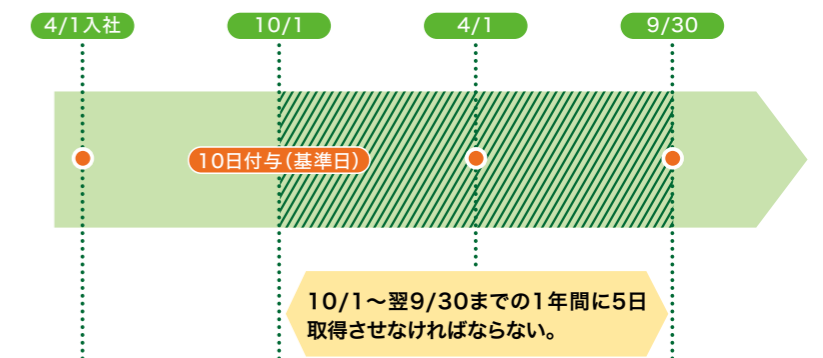 4/1入社
10/1
4/1
9/30
10日付与（基準日）
10/1～翌9/30までの1年間に5日
取得させなければならない。